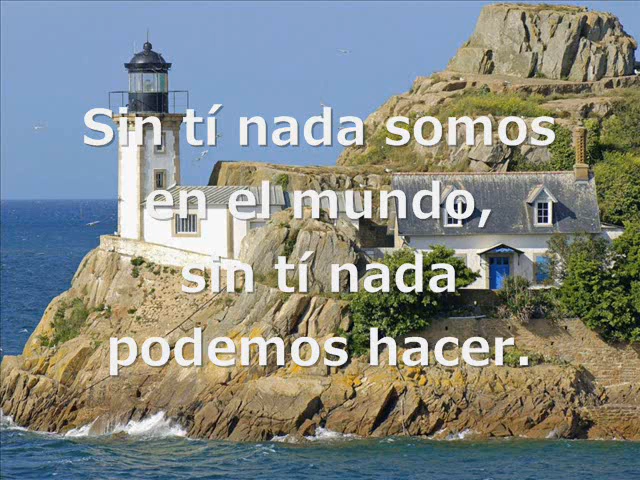 Sin tí nada somos
en el mundo,
sin tí nada
podemos hacer.